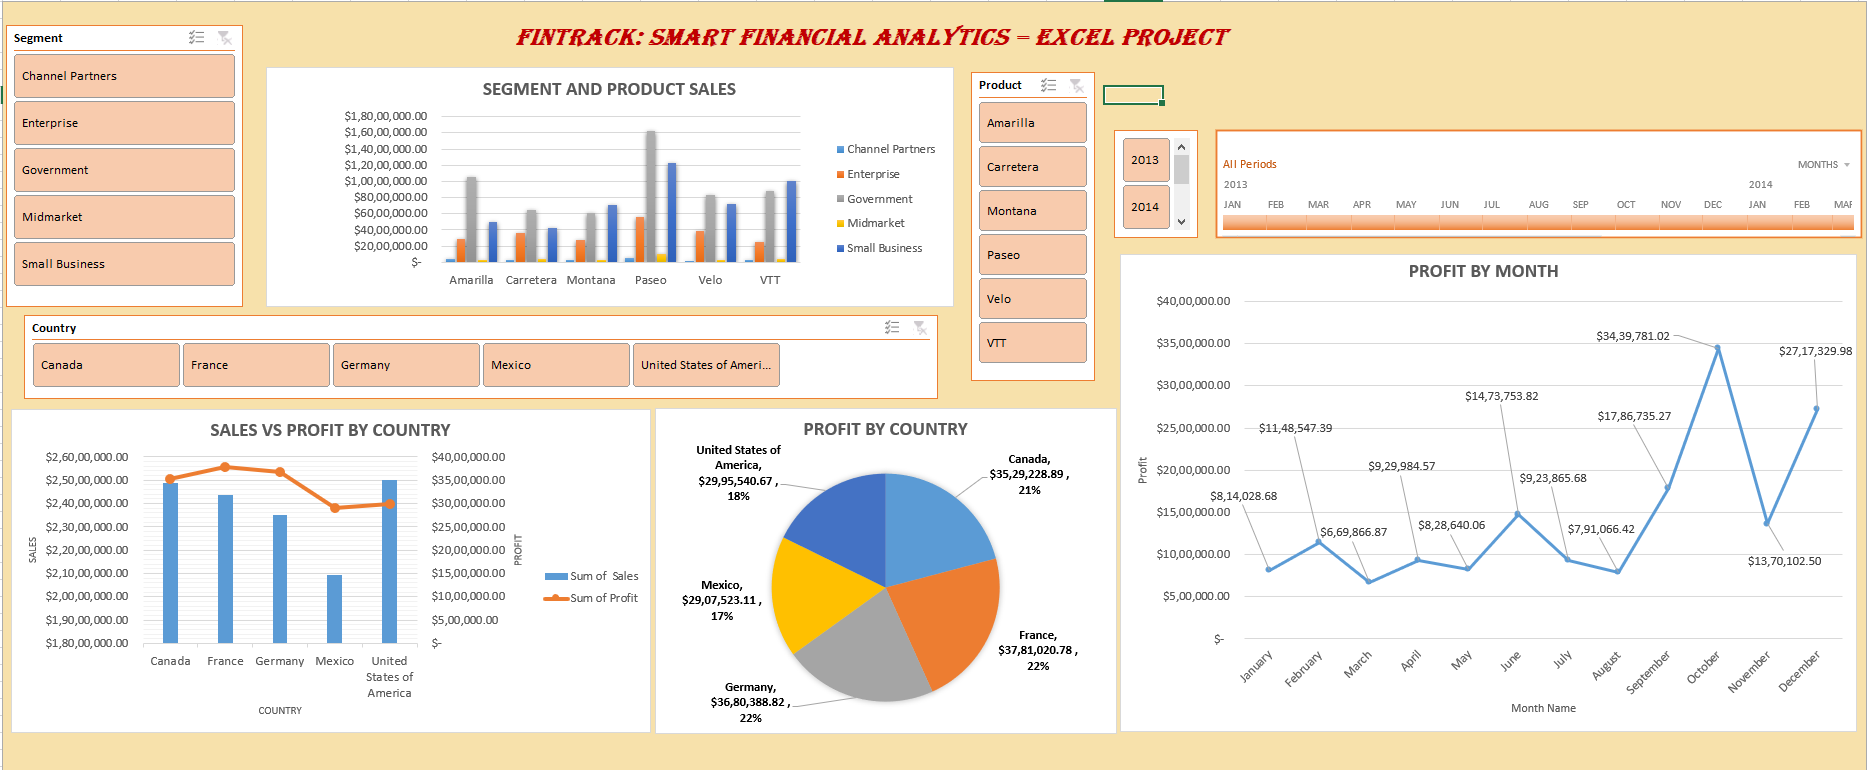 FINTRACK: SMART FINANCIAL ANALYTICS = EXCEL PROJECT
Segment
Channel Partners
Enterprise
Government
Midmarket
Small Business
SEGMENT AND PRODUCT SALES
$1,80,00,000.00
$1,60,00,000.00
$1,40,00,000.00
$1,20,00,000.00
$1,00,00,000.00
$80,00,000.00
$60,00,000.00
$40,00,000.00
$20,00,000.00
$-
Amarilla Carretera Montana Paseo Velo VTT
Channel Partners
Enterprise
Government
Midmarket
Small Business
Product
Amarilla
Carretera
Montana
Paseo
Velo
VTT
2013
2014
All Periods
MONTHS
2013 2014
JAN FEB MAR APR MAY JUN JUL AUG SEP OCT NOV DEC JAN FEB MAR
Country
Canada France Germany Mexico United States of Ameri...
SALES VS PROFIT BY COUNTRY
$2,60,00,000.00
$2,50,00,000.00
$2,40,00,000.00
$2,30,00,000.00
$2,20,00,000.00
$2,10,00,000.00
$2,00,00,000.00
$1,90,00,000.00
$1,80,00,000.00
SALES
$40,00,000.00
$35,00,000.00
$30,00,000.00
$25,00,000.00
$20,00,000.00
$15,00,000.00
$10,00,000.00
$5,00,000.00
$-
PROFIT
Canada France Germany Mexico United
States of
America
COUNTRY
Sum of Sales
Sum of Profit
PROFIT BY COUNTRY
United States of
America,
$29,95,540.67 ,
18%
Canada,
$35,29,228.89 ,
21%
Mexico,
$29,07,523.11 ,
17%
France,
$37,81,020.78 ,
22%
Germany,
$36,80,388.82 ,
22%
PROFIT BY MONTH
$40,00,000.00
$35,00,000.00
$30,00,000.00
$25,00,000.00
$20,00,000.00
$15,00,000.00
$10,00,000.00
$5,00,000.00
$-
Profit
$8,14,028.68
$11,48,547.39
$6,69,866.87
$9,29,984.57
$8,28,640.06
$14,73,753.82
$9,23,865.68
$7,91,066.42
$17,86,735.27
$34,39,781.02
$13,70,102.50
$27,17,329.98
January February March April May June July August September October November December
Month Name